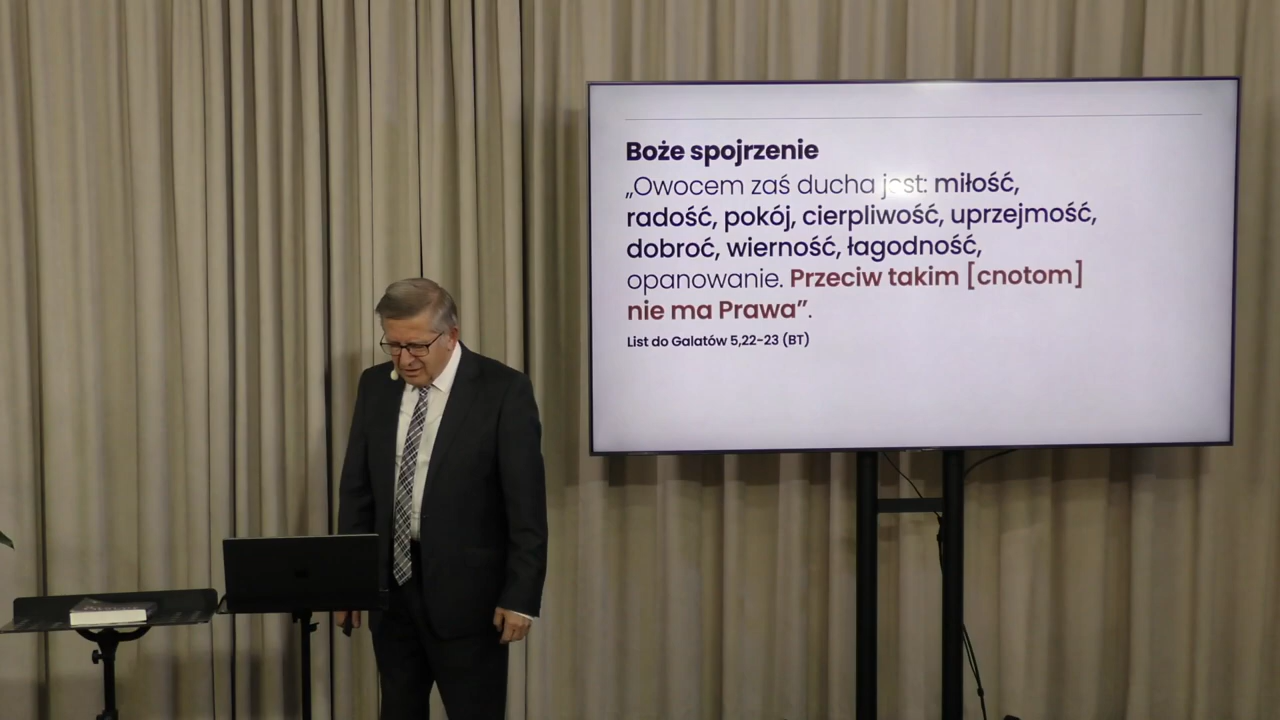 Boże spojrzenie
„Owocem zaś ducha jest: miłość,
radość, pokój, cierpliwość, uprzejmość,
dobroć, wierność, łagodność,
opanowanie. Przeciw takim [cnotom]
nie ma Prawa”.
List do Galatów 5,22-23 (BT)